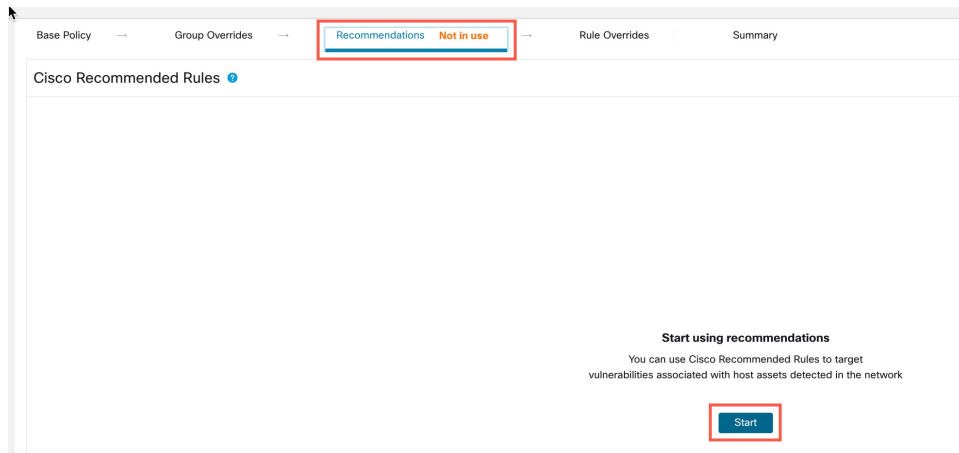 Base Policy → Group Overrides → Recommendations Not in use → Rule Overrides Summary
Cisco Recommended Rules ?
Start using recommendations
You can use Cisco Recommended Rules to target
vulnerabilities associated with host assets detected in the network
Start